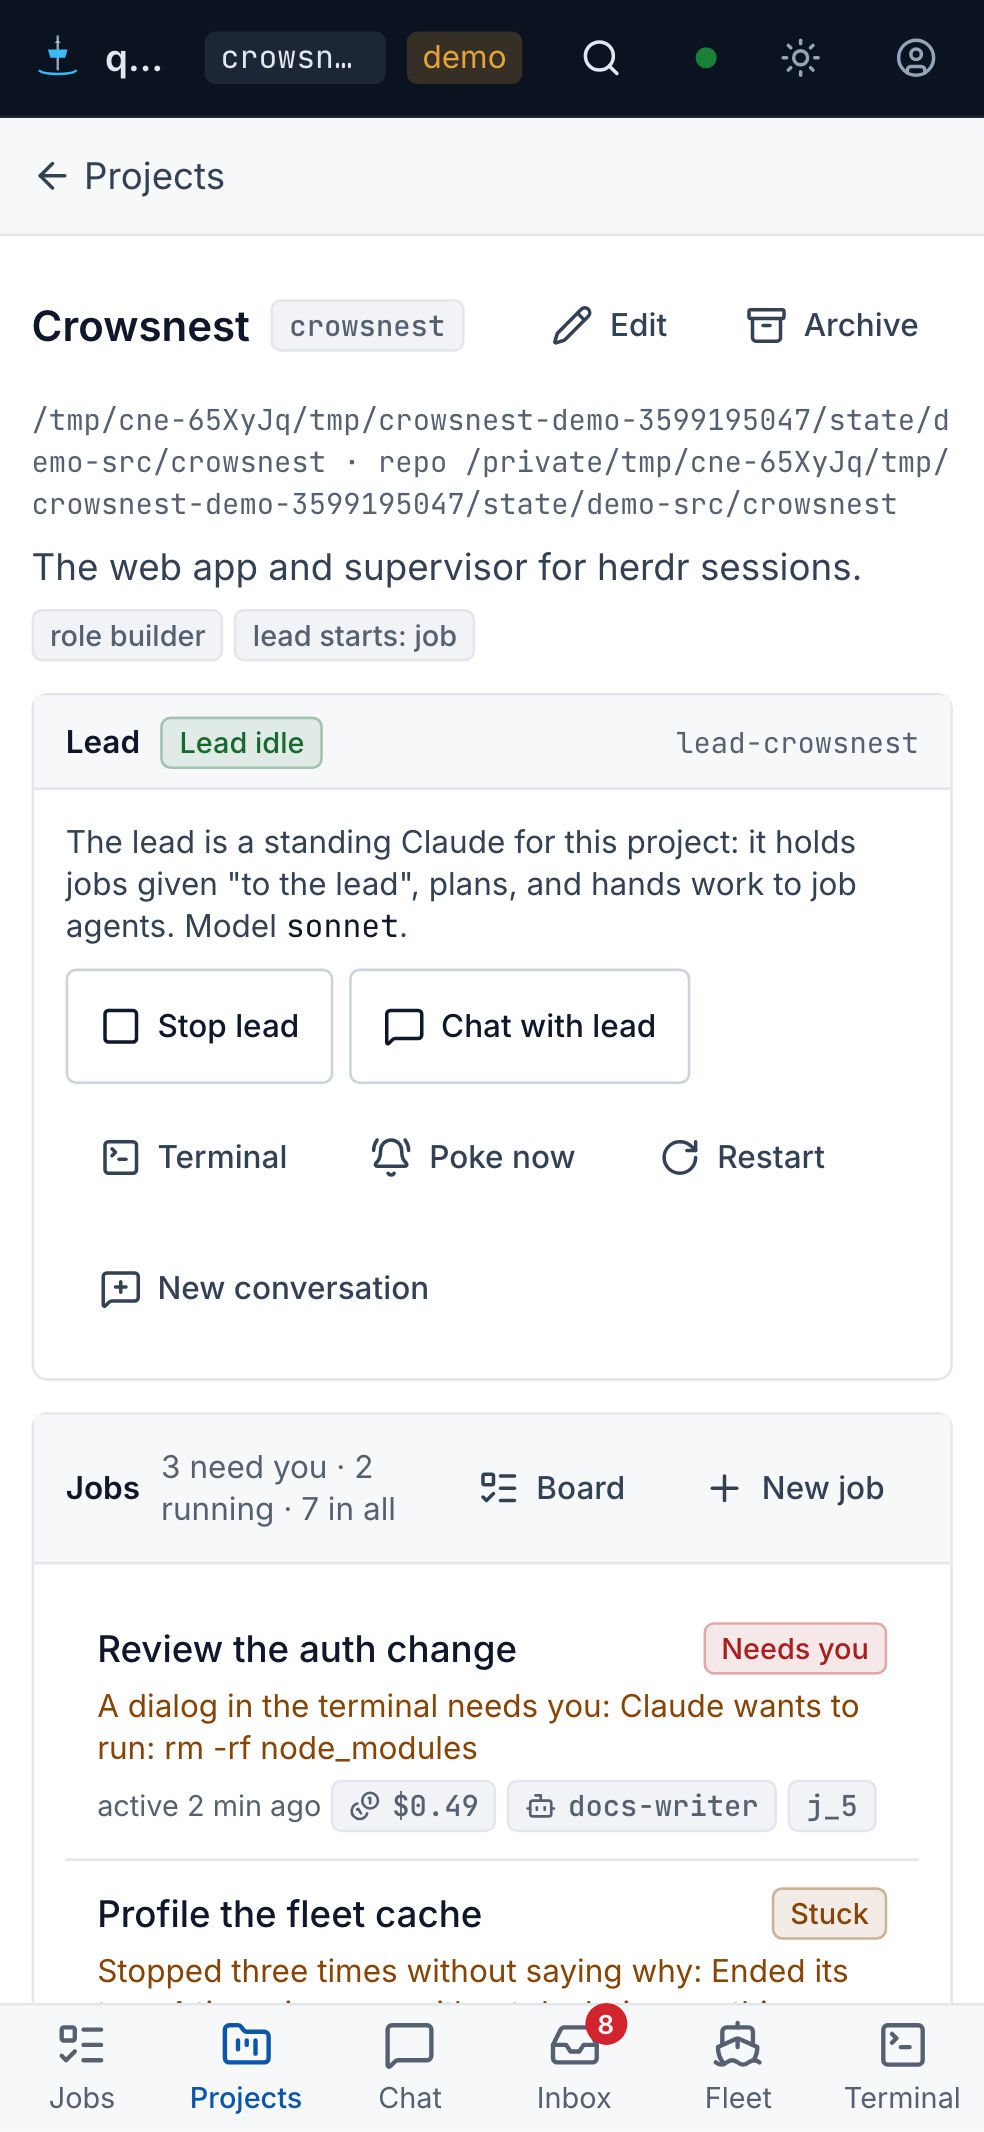 q...
crowsn...
demo
Projects
Crowsnest
crowsnest
Edit
Archive
/tmp/cne-65XyJq/tmp/crowsnest-demo-3599195047/state/d
emo-src/crowsnest · repo /private/tmp/cne-65XyJq/tmp/
crowsnest-demo-3599195047/state/demo-src/crowsnest
The web app and supervisor for herdr sessions.
role builder
lead starts: job
Lead
Lead idle
lead-crowsnest
The lead is a standing Claude for this project: it holds
jobs given "to the lead", plans, and hands work to job
agents. Model sonnet.
Stop lead
Chat with lead
Terminal
Poke now
Restart
New conversation
Jobs
3 need you · 2
running · 7 in all
Board
New job
Review the auth change
Needs you
A dialog in the terminal needs you: Claude wants to
run: rm -rf node_modules
active 2 min ago
$0.49
docs-writer
j_5
Profile the fleet cache
Stuck
Stopped three times without saying why: Ended its
8
Jobs
Projects
Chat
Inbox
Fleet
Terminal